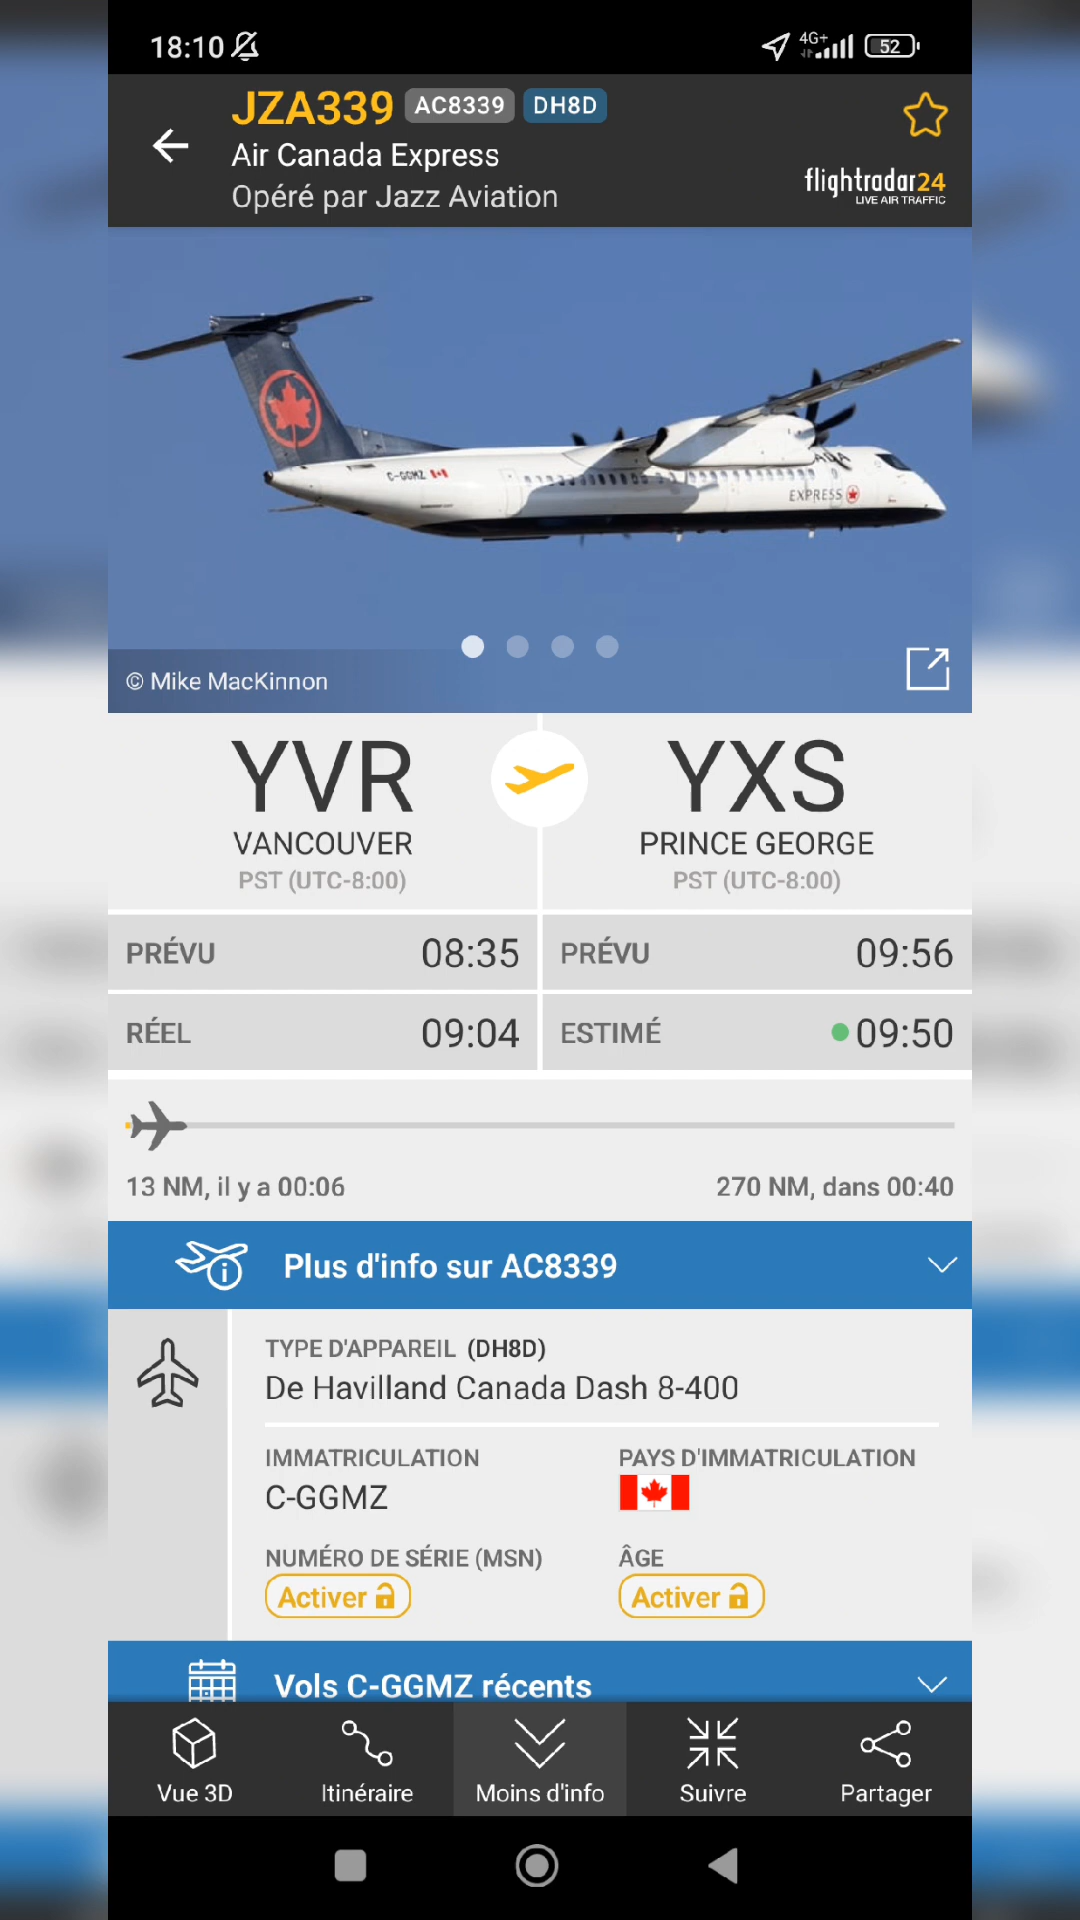 18:10
4G+
52
JZA339 AC8339 DH8D
Air Canada Express
Opéré par Jazz Aviation
flightradar24
LIVE AIR TRAFFIC
C-GGMZ
EXPRESS
© Mike MacKinnon
YVR
VANCOUVER
PST (UTC-8:00)
YXS
PRINCE GEORGE
PST (UTC-8:00)
PRÉVU 08:35
PRÉVU 09:56
RÉEL 09:04
ESTIMÉ 09:50
13 NM, il y a 00:06
270 NM, dans 00:40
Plus d'info sur AC8339
TYPE D'APPAREIL (DH8D)
De Havilland Canada Dash 8-400
IMMATRICULATION
C-GGMZ
PAYS D'IMMATRICULATION
NUMÉRO DE SÉRIE (MSN)
Activer
ÂGE
Activer
Vols C-GGMZ récents
Vue 3D
Itinéraire
Moins d'info
Suivre
Partager